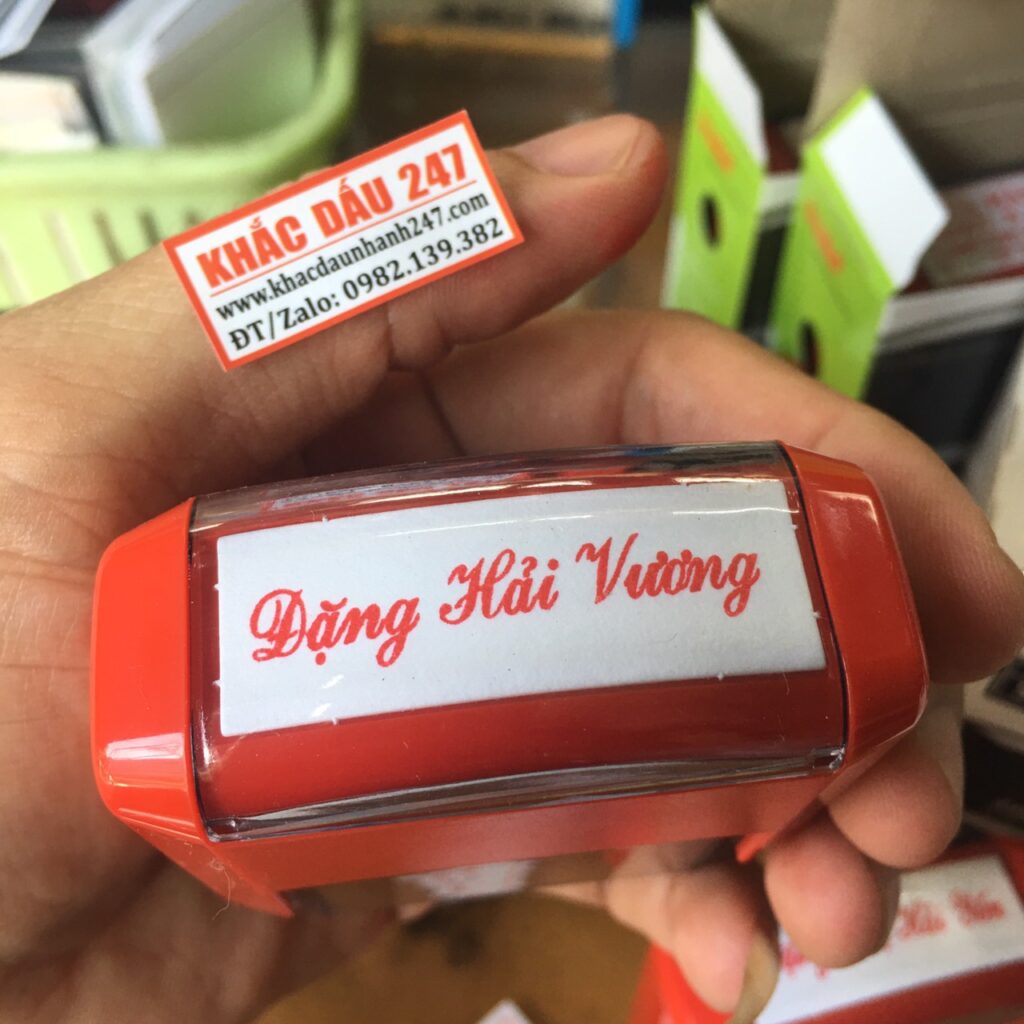 KHẮC DẤU 247
www.khacdaunhanh247.com
ĐT/Zalo: 0982.139.382
Đặng Hải Vương